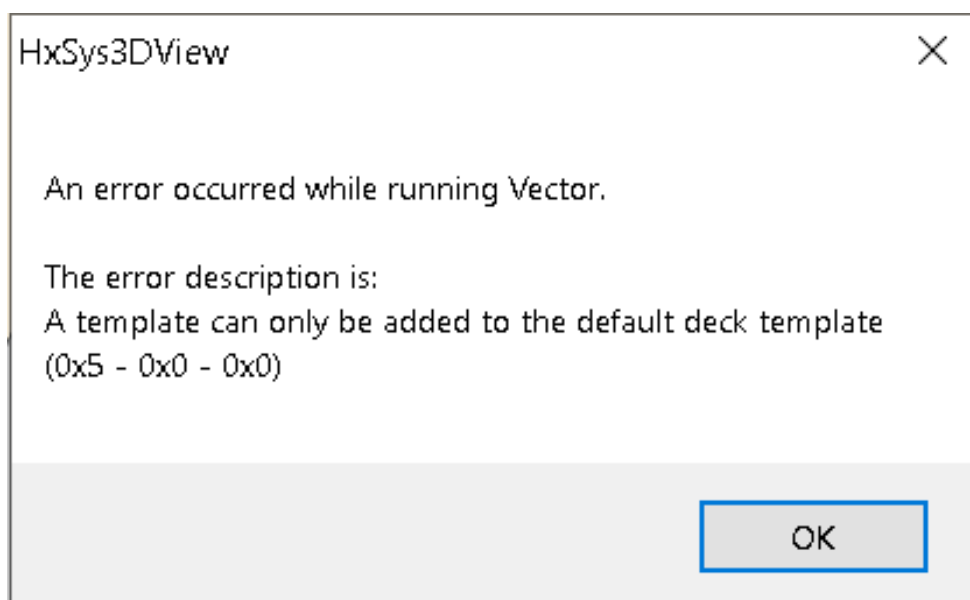 HxSys3DView
An error occurred while running Vector.
The error description is:
A template can only be added to the default deck template
(0x5 - 0x0 - 0x0)
OK